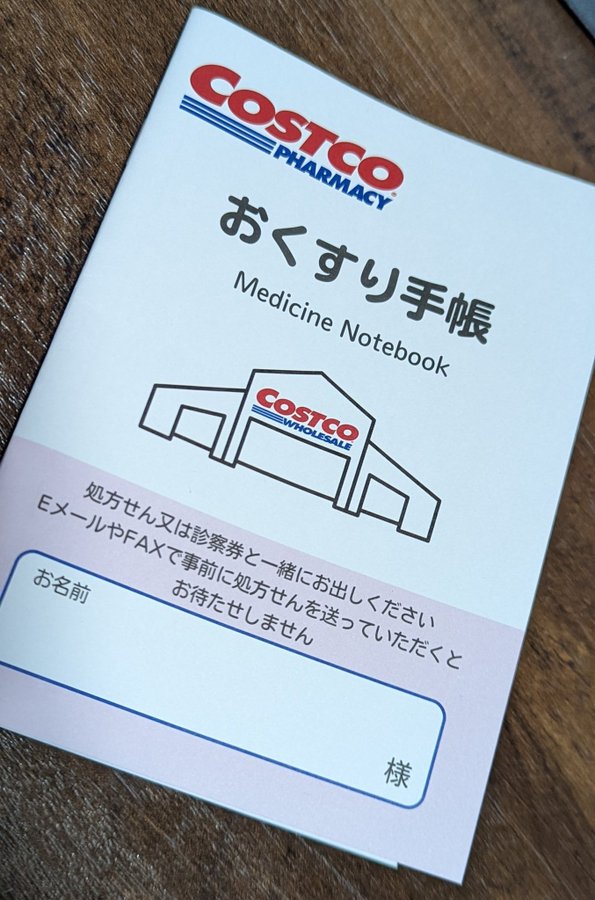 COSTCO
PHARMACY
おくすり手帳
Medicine Notebook
COSTCO
WHOLESALE
処方せん又は診察券と一緒にお出しください
EメールやFAXで事前に処方せんを送っていただくと
お待たせしません
お名前
様